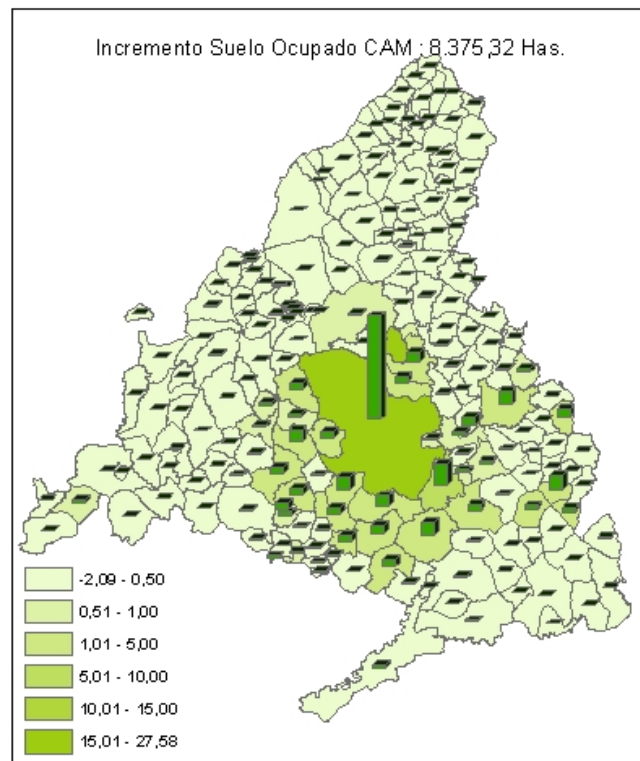 Incremento Suelo Ocupado CAM : 8.375,32 Has.
-2,09 - 0,50
0,51 - 1,00
1,01 - 5,00
5,01 - 10,00
10,01 - 15,00
15,01 - 27,58